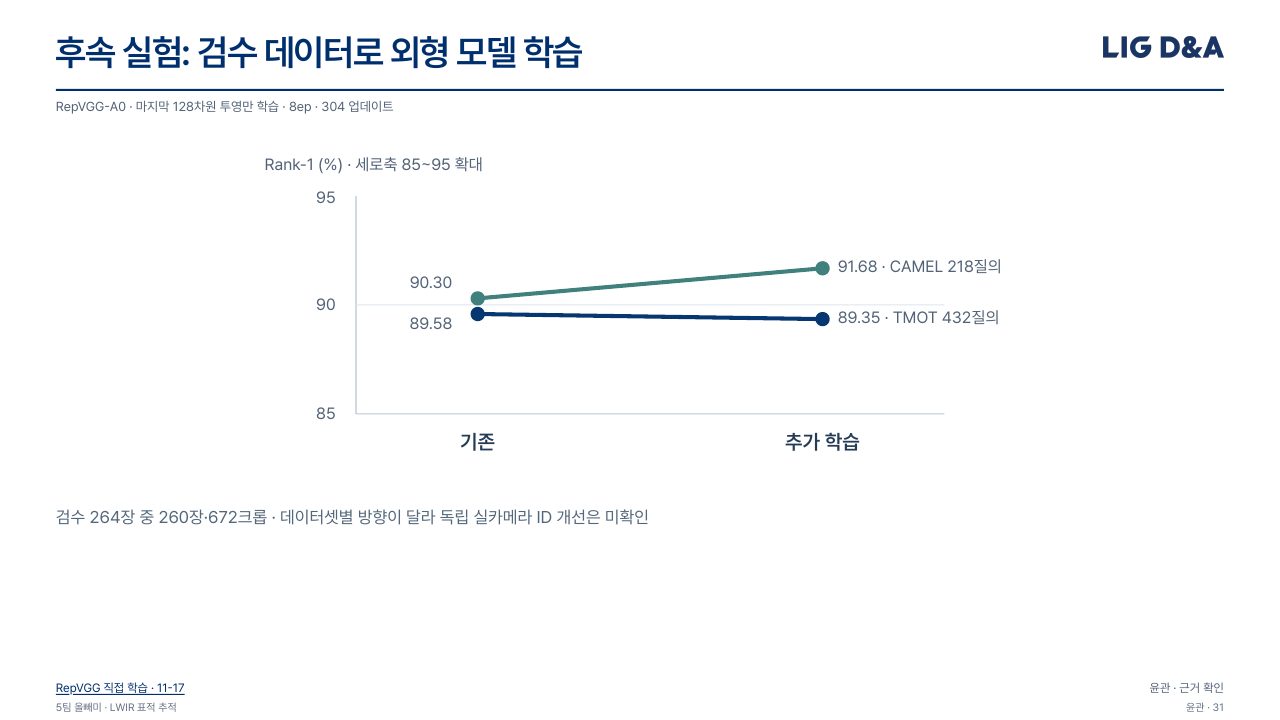 후속 실험: 검수 데이터로 외형 모델 학습
LIG D&A
RepVGG-A0 · 마지막 128차원 투영만 학습 · 8ep · 304 업데이트
Rank-1 (%) · 세로축 85~95 확대
95
90
85
90.30
89.58
91.68 · CAMEL 218질의
89.35 · TMOT 432질의
기존
추가 학습
검수 264장 중 260장·672크롭 · 데이터셋별 방향이 달라 독립 실카메라 ID 개선은 미확인
RepVGG 직접 학습 · 11-17
윤관 · 근거 확인
5팀 올빼미 · LWIR 표적 추적
윤관 · 31